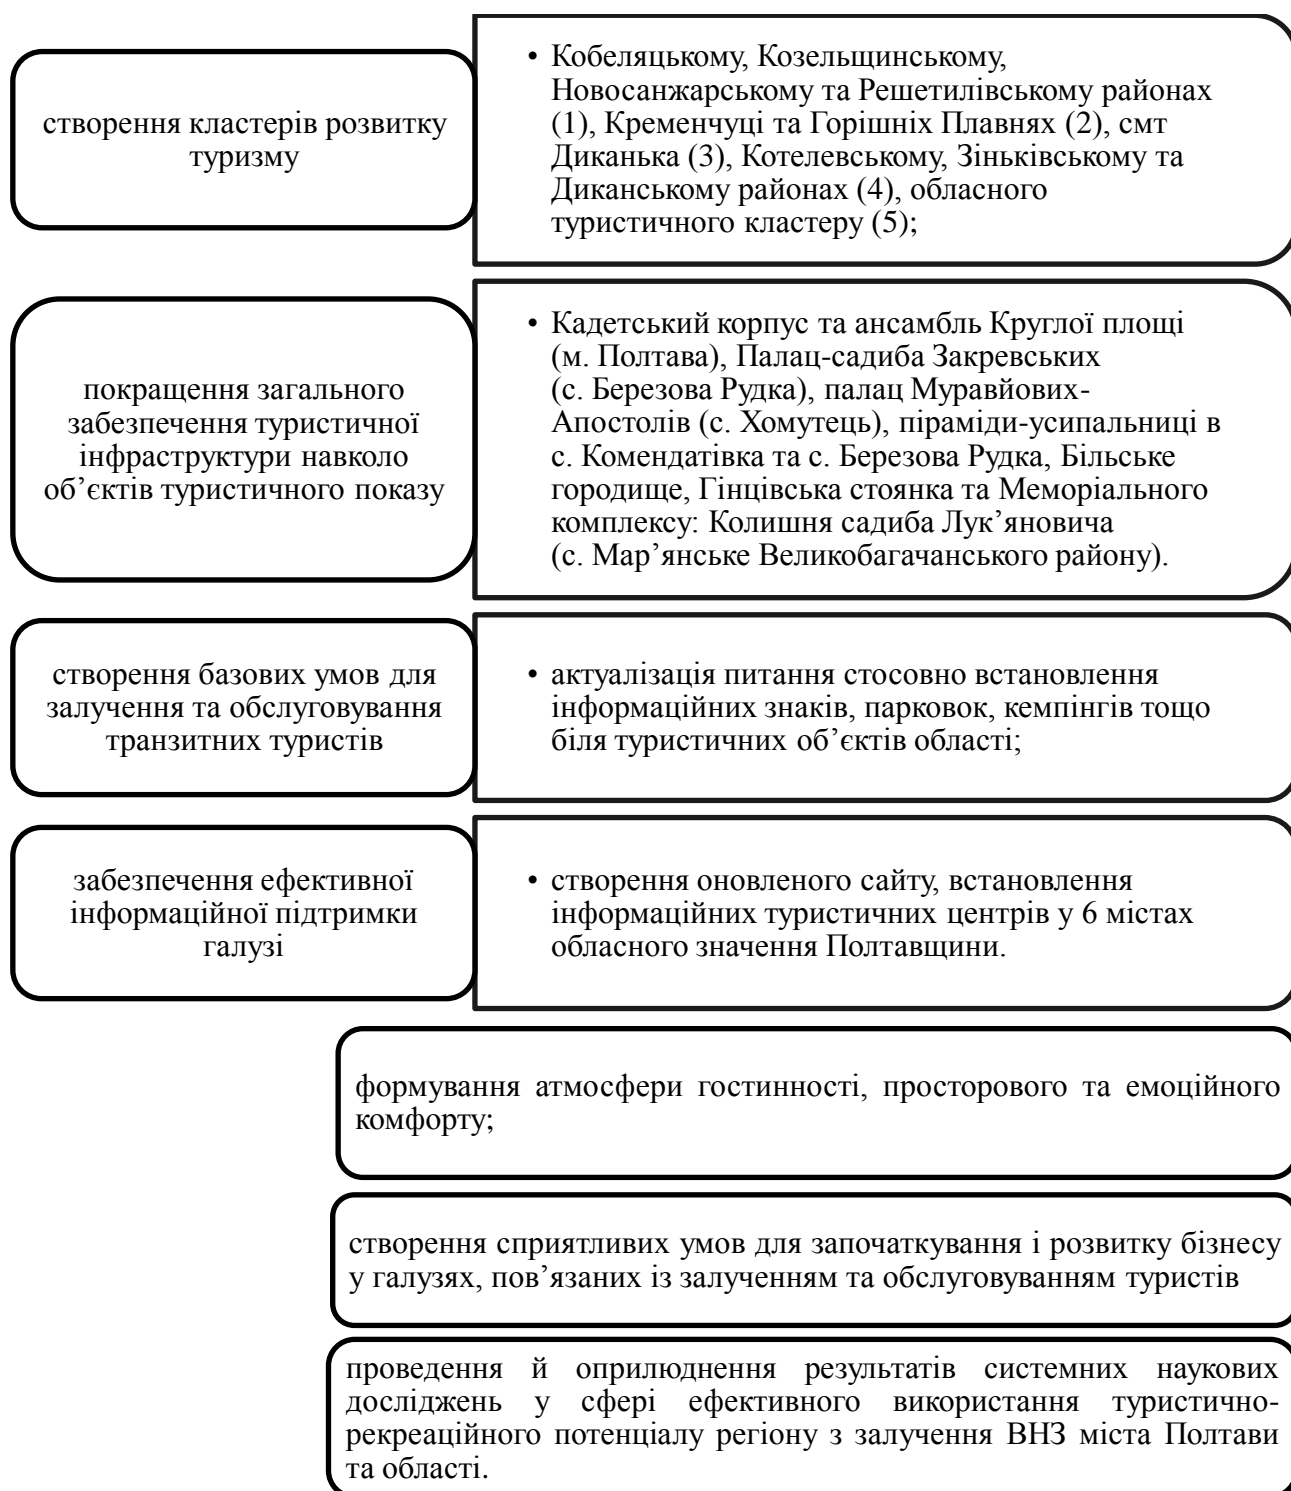 створення кластерів розвитку
туризму
• Кобеляцькому, Козельщинському,
Новосанжарському та Решетилівському районах
(1), Кременчуці та Горішніх Плавнях (2), смт
Диканька (3), Котелевському, Зіньківському та
Диканському районах (4), обласного
туристичного кластеру (5);
покращення загального
забезпечення туристичної
інфраструктури навколо
об’єктів туристичного показу
• Кадетський корпус та ансамбль Круглої площі
(м. Полтава), Палац-садиба Закревських
(с. Березова Рудка), палац Муравйових-
Апостолів (с. Хомутець), піраміди-усипальниці в
с. Комендатівка та с. Березова Рудка, Більське
городище, Гінцівська стоянка та Меморіального
комплексу: Колишня садиба Лук’яновича
(с. Мар’янське Великобагачанського району).
створення базових умов для
залучення та обслуговування
транзитних туристів
• актуалізація питання стосовно встановлення
інформаційних знаків, парковок, кемпінгів тощо
біля туристичних об’єктів області;
забезпечення ефективної
інформаційної підтримки
галузі
• створення оновленого сайту, встановлення
інформаційних туристичних центрів у 6 містах
обласного значення Полтавщини.
формування атмосфери гостинності, просторового та емоційного
комфорту;
створення сприятливих умов для започаткування і розвитку бізнесу
у галузях, пов’язаних із залученням та обслуговуванням туристів
проведення й оприлюднення результатів системних наукових
досліджень у сфері ефективного використання туристично-
рекреаційного потенціалу регіону з залучення ВНЗ міста Полтави
та області.